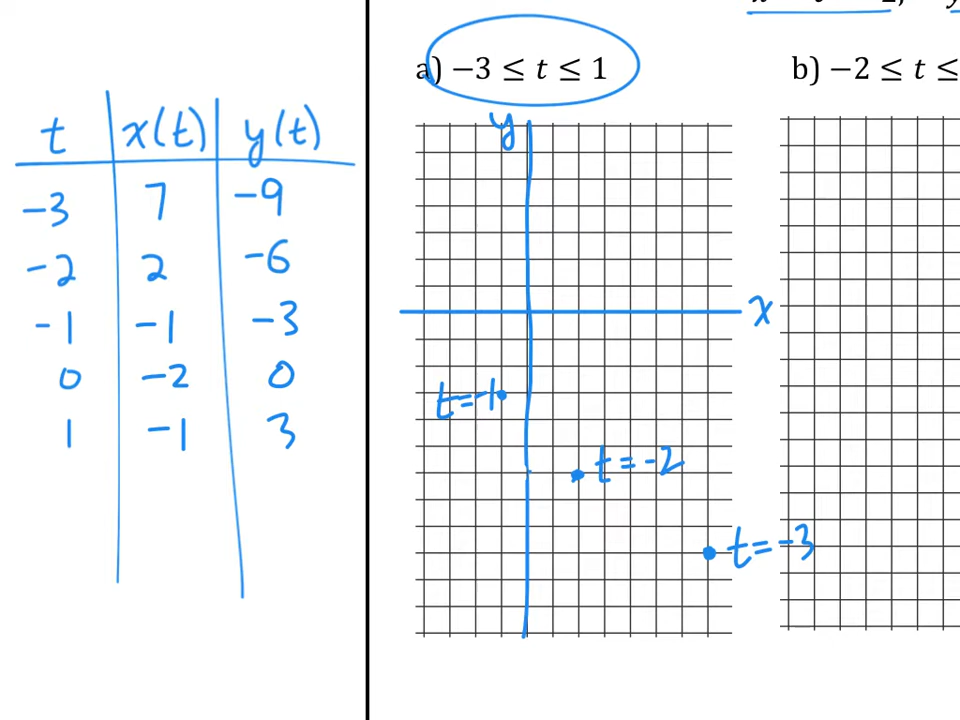 a) −3 ≤ t ≤ 1
b) −2 ≤ t ≤
t x(t) y(t)
-3 7 -9
-2 2 -6
-1 -1 -3
0 -2 0
1 -1 3
y
x
t=-1
t=-2
t=-3